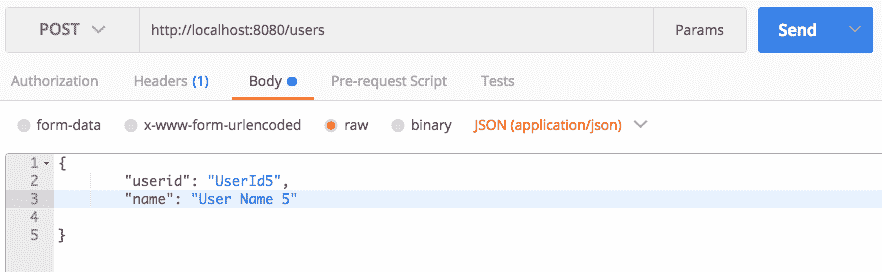 POST http://localhost:8080/users Params Send
Authorization Headers (1) Body Pre-request Script Tests
form-data x-www-form-urlencoded raw binary JSON (application/json)
1 {
2 "userid": "UserId5",
3 "name": "User Name 5"
4
5 }